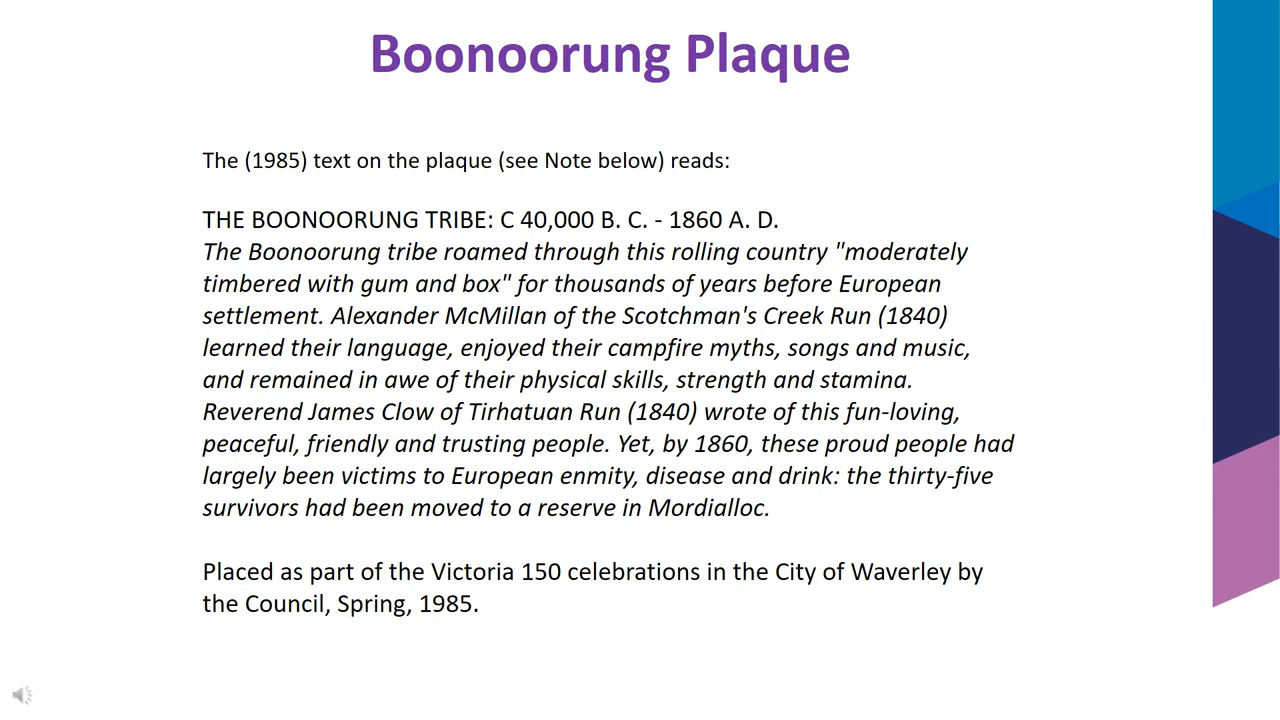 Boonoorung Plaque
The (1985) text on the plaque (see Note below) reads:
THE BOONOORUNG TRIBE: C 40,000 B. C. - 1860 A. D.
The Boonoorung tribe roamed through this rolling country "moderately
timbered with gum and box" for thousands of years before European
settlement. Alexander McMillan of the Scotchman's Creek Run (1840)
learned their language, enjoyed their campfire myths, songs and music,
and remained in awe of their physical skills, strength and stamina.
Reverend James Clow of Tirhatuan Run (1840) wrote of this fun-loving,
peaceful, friendly and trusting people. Yet, by 1860, these proud people had
largely been victims to European enmity, disease and drink: the thirty-five
survivors had been moved to a reserve in Mordialloc.
Placed as part of the Victoria 150 celebrations in the City of Waverley by
the Council, Spring, 1985.